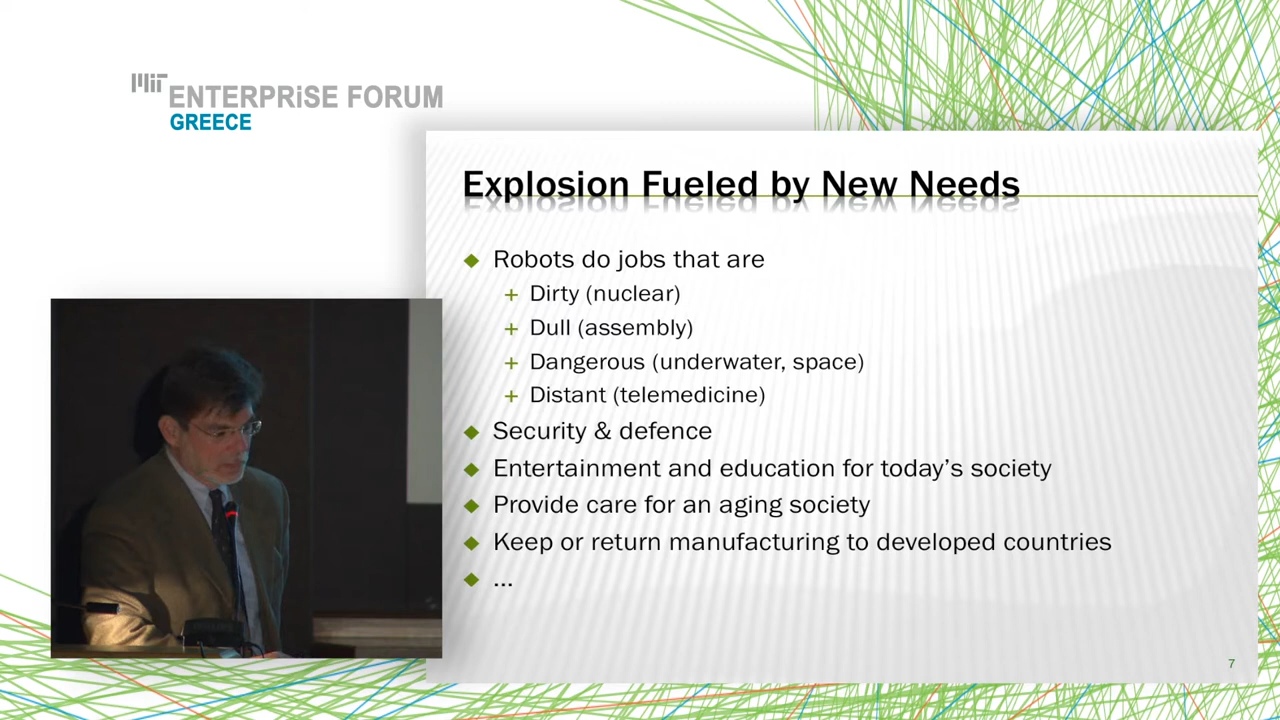 MiT
ENTERPRiSE FORUM
GREECE
Explosion Fueled by New Needs
Robots do jobs that are
+ Dirty (nuclear)
+ Dull (assembly)
+ Dangerous (underwater, space)
+ Distant (telemedicine)
Security & defence
Entertainment and education for today’s society
Provide care for an aging society
Keep or return manufacturing to developed countries
...
7